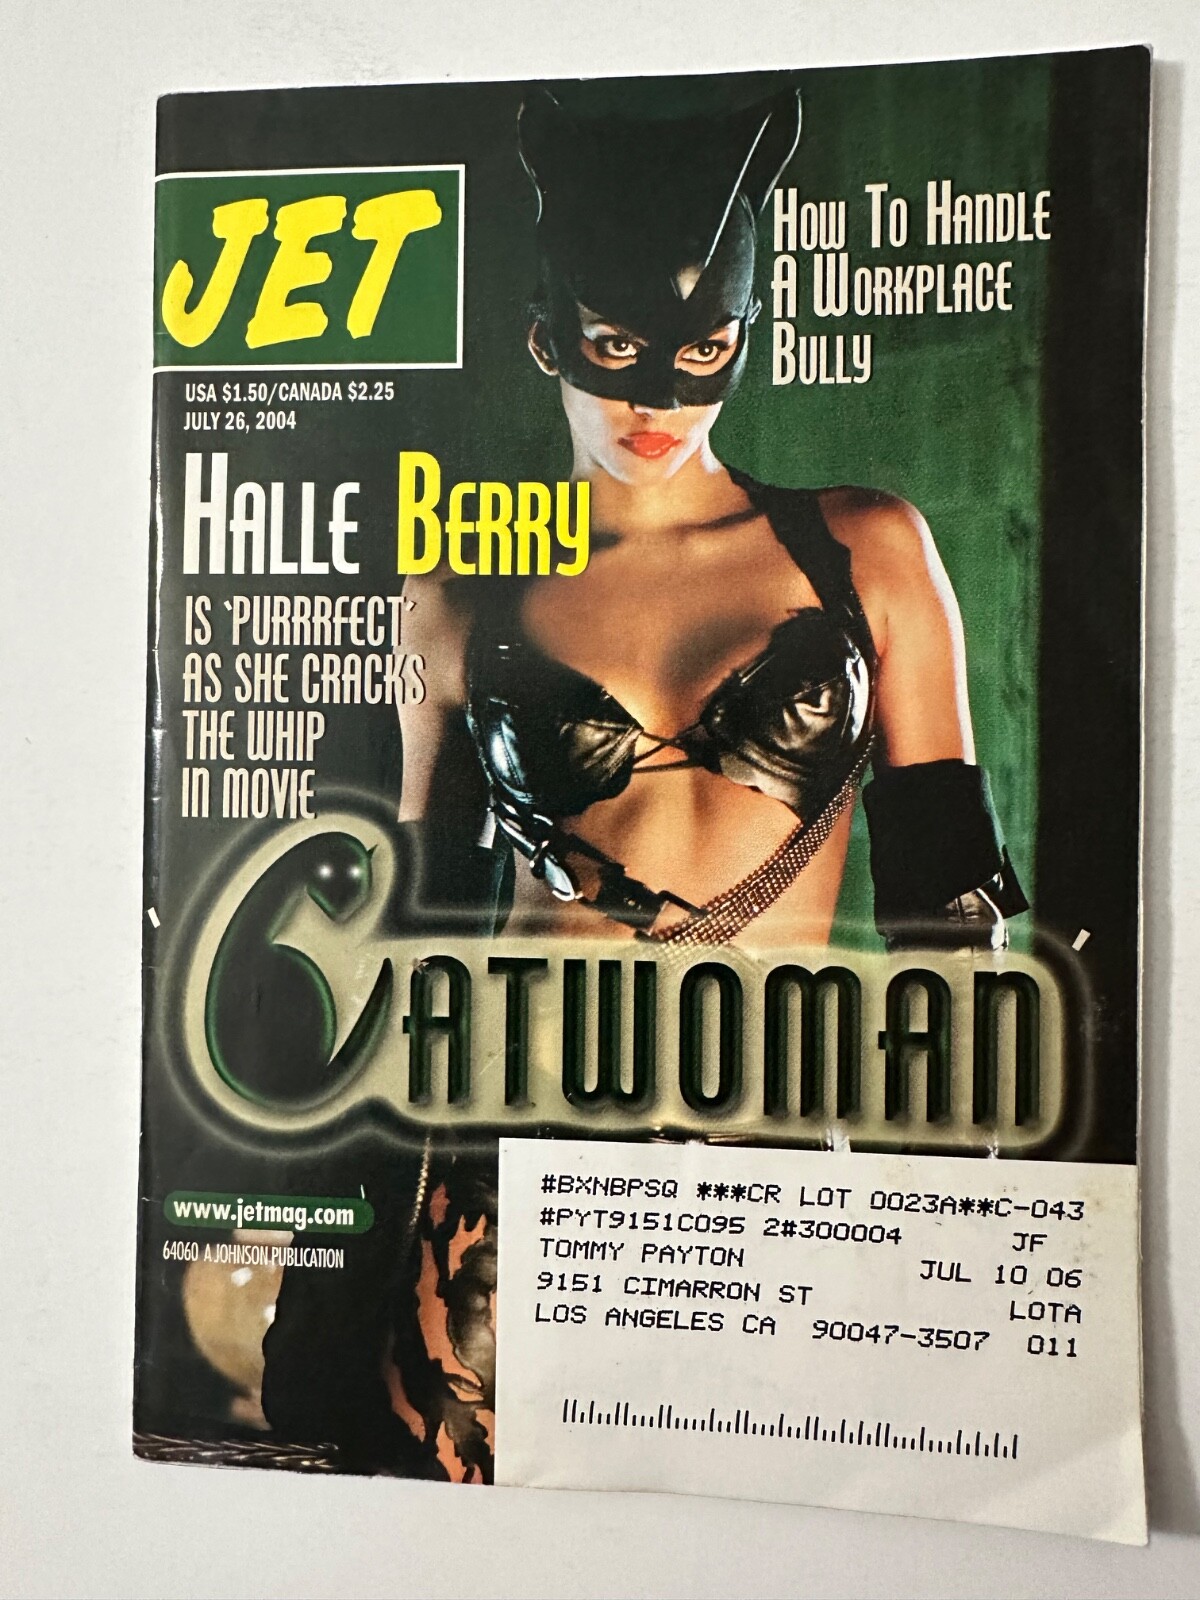 JET
USA $1.50/CANADA $2.25
JULY 26, 2004
HOW TO HANDLE
A WORKPLACE
BULLY
HALLE BERRY
IS 'PURRRFECT'
AS SHE CRACKS
THE WHIP
IN MOVIE
CATWOMAN
www.jetmag.com
64060 A JOHNSON PUBLICATION
#BXNBPSQ ***CR LOT 0023A**C-043
#PYT9151C095 2#300004 JF
TOMMY PAYTON JUL 10 06
9151 CIMARRON ST LOTA
LOS ANGELES CA 90047-3507 011